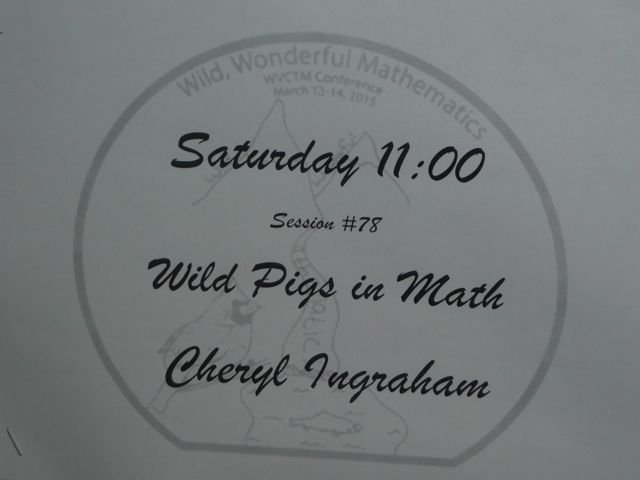 Wild, Wonderful Mathematics
WVCTM Conference
March 13-14, 2015
Saturday 11:00
Session #78
Wild Pigs in Math
Cheryl Ingraham